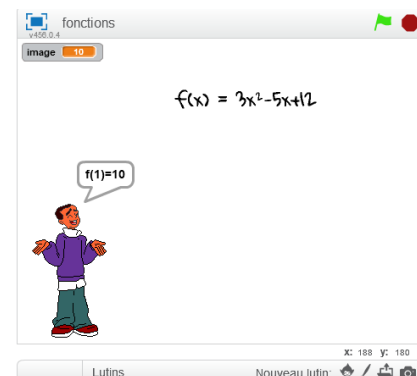 fonctions
v456.0.4
image 10
f(x) = 3x²-5x+12
f(1)=10
X: 188 Y: 180
Lutins
Nouveau lutin: